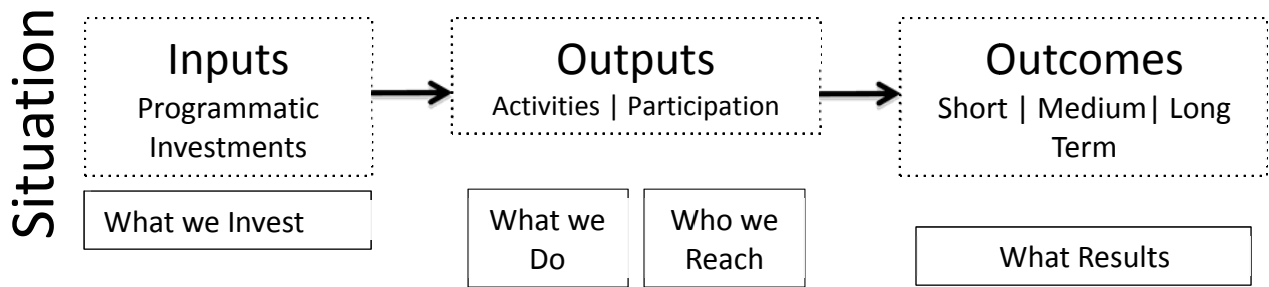 Situation
Inputs
Programmatic
Investments
What we Invest
Outputs
Activities | Participation
What we
Do
Who we
Reach
Outcomes
Short | Medium| Long
Term
What Results